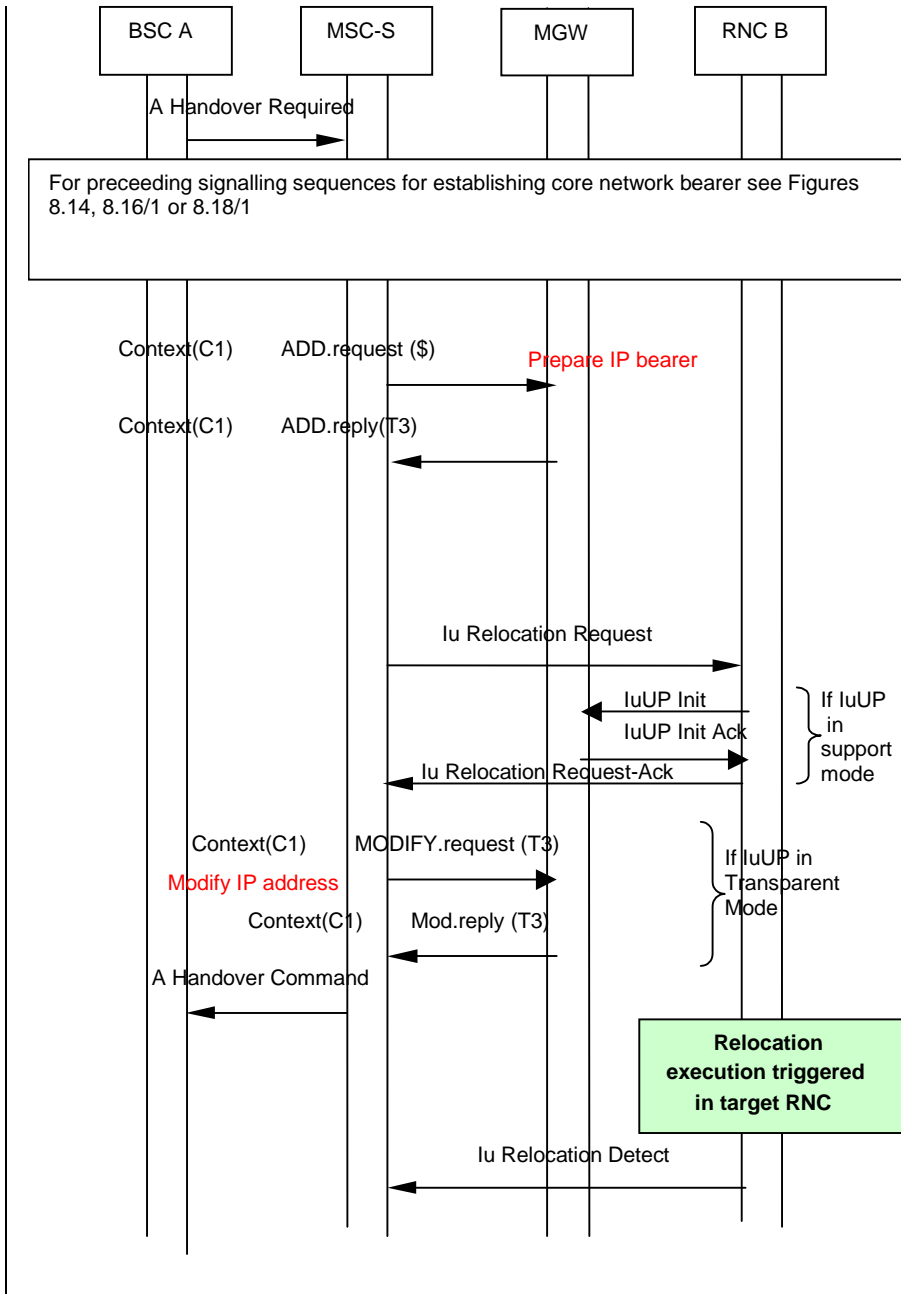 BSC A
MSC-S
MGW
RNC B
A Handover Required
For preceeding signalling sequences for establishing core network bearer see Figures
8.14, 8.16/1 or 8.18/1
Context(C1) ADD.request ($)
Prepare IP bearer
Context(C1) ADD.reply(T3)
Iu Relocation Request
IuUP Init
IuUP Init Ack
If IuUP
in
support
mode
Iu Relocation Request-Ack
Context(C1) MODIFY.request (T3)
Modify IP address
If IuUP in
Transparent
Mode
Context(C1) Mod.reply (T3)
A Handover Command
Relocation
execution triggered
in target RNC
Iu Relocation Detect